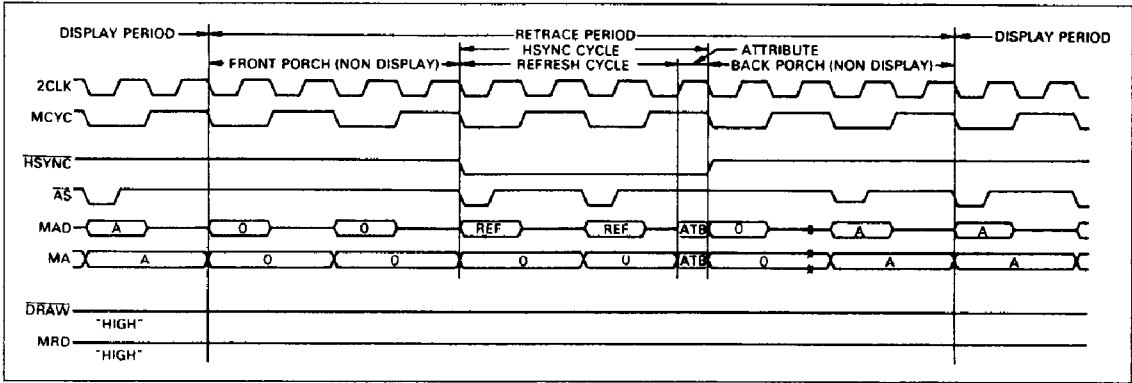 DISPLAY PERIOD RETRACE PERIOD DISPLAY PERIOD
HSYNC CYCLE ATTRIBUTE
FRONT PORCH (NON DISPLAY) REFRESH CYCLE BACK PORCH (NON DISPLAY)
2CLK
MCYC
HSYNC
AS
MAD A 0 0 REF REF ATB 0 A A
MA A 0 0 0 0 ATB 0 A A
DRAW
"HIGH"
MRD
"HIGH"